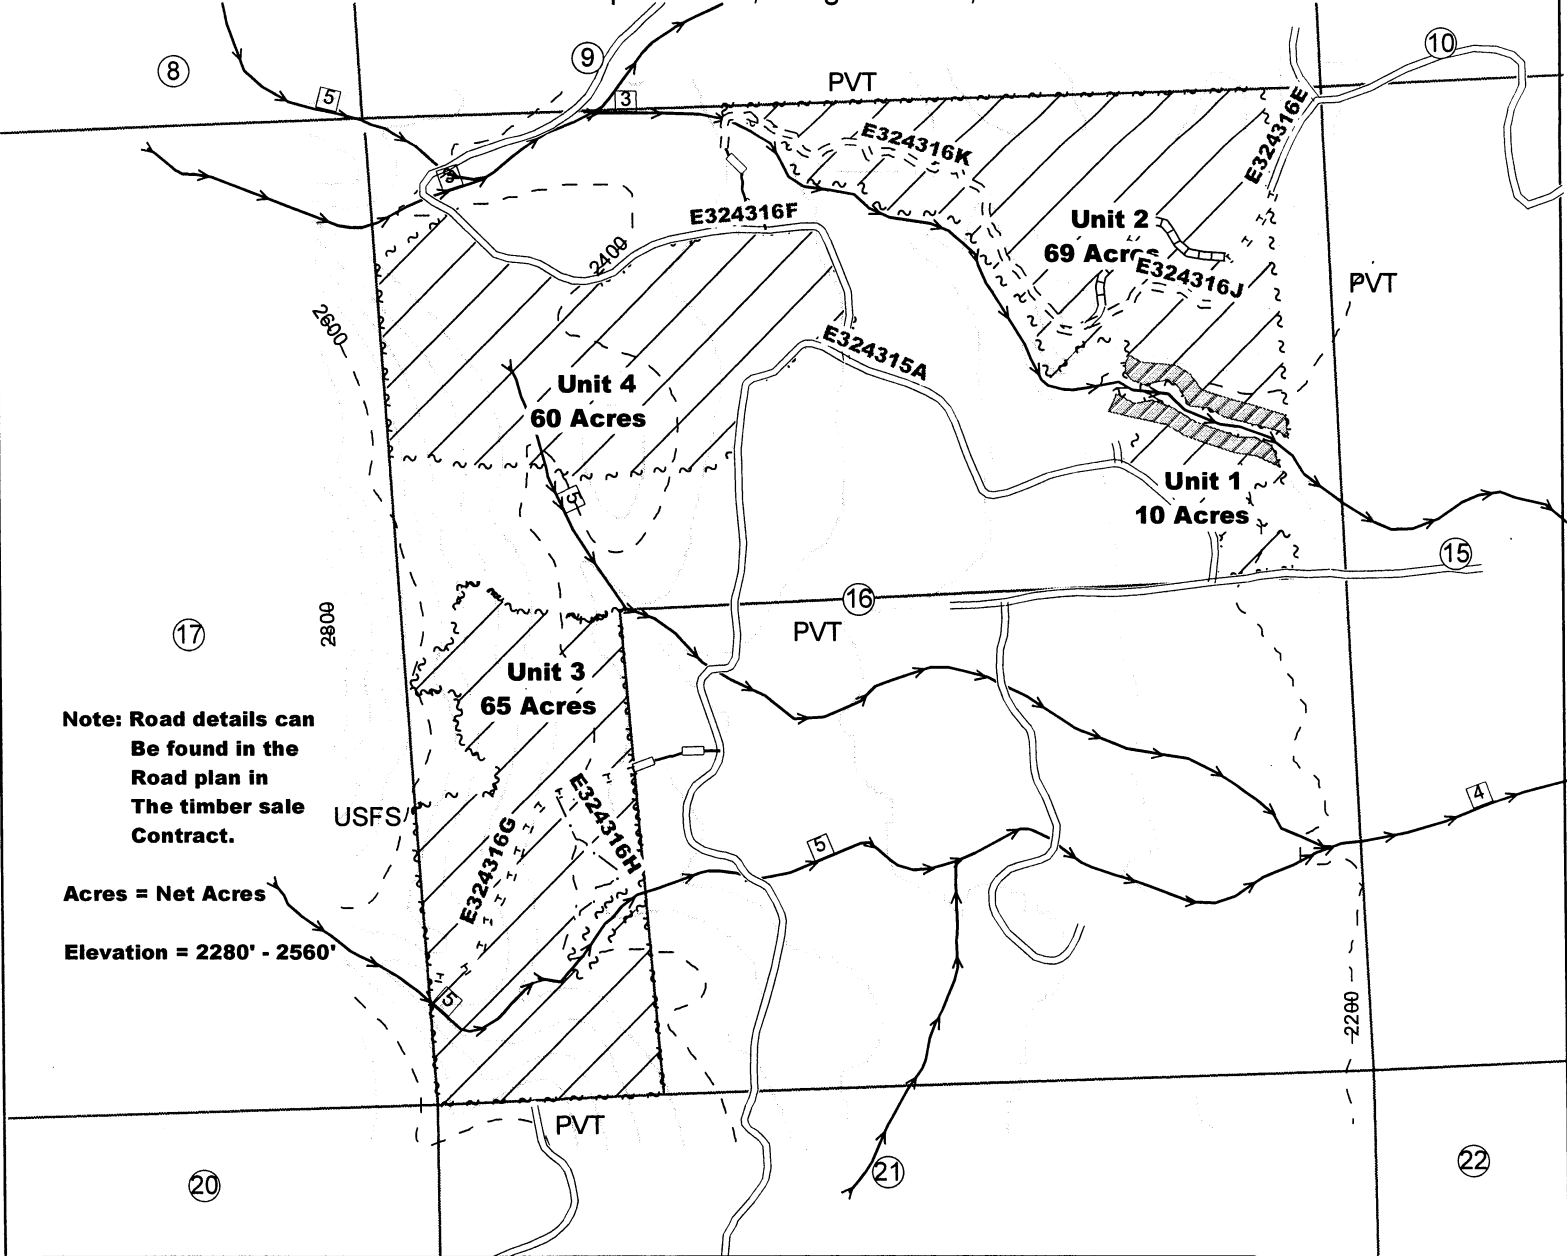 8
9
10
5
3
PVT
E324316K
E324316E
3
E324316F
Unit 2
69 Acres
2400
E324316J
PVT
2600
E324315A
Unit 4
60 Acres
5
Unit 1
10 Acres
15
16
2800
17
PVT
Unit 3
65 Acres
Note: Road details can
Be found in the
Road plan in
The timber sale
Contract.
USFS
E324316G
E324316H
4
5
Acres = Net Acres
Elevation = 2280' - 2560'
5
2200
PVT
20
21
22